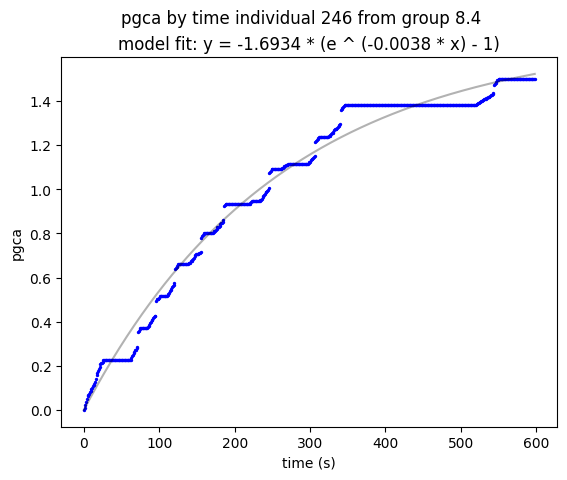 pgca by time individual 246 from group 8.4
model fit: y = -1.6934 * (e ^ (-0.0038 * x) - 1)
1.4
1.2
1.0
0.8
0.6
0.4
0.2
0.0
pgca
0 100 200 300 400 500 600
time (s)